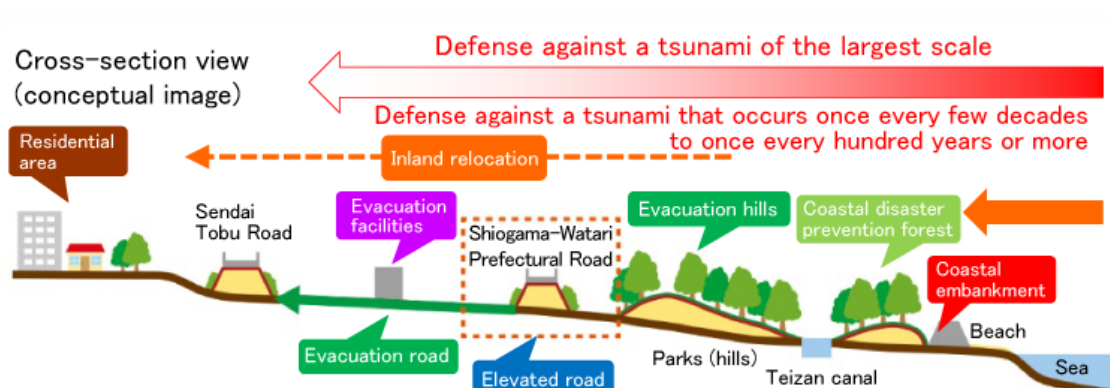 Defense against a tsunami of the largest scale
Cross-section view
(conceptual image)
Defense against a tsunami that occurs once every few decades
to once every hundred years or more
Residential
area
Inland relocation
Sendai
Tobu Road
Evacuation
facilities
Shiogama-Watari
Prefectural Road
Evacuation hills
Coastal disaster
prevention forest
Coastal
embankment
Beach
Sea
Evacuation road
Elevated road
Parks (hills)
Teizan canal